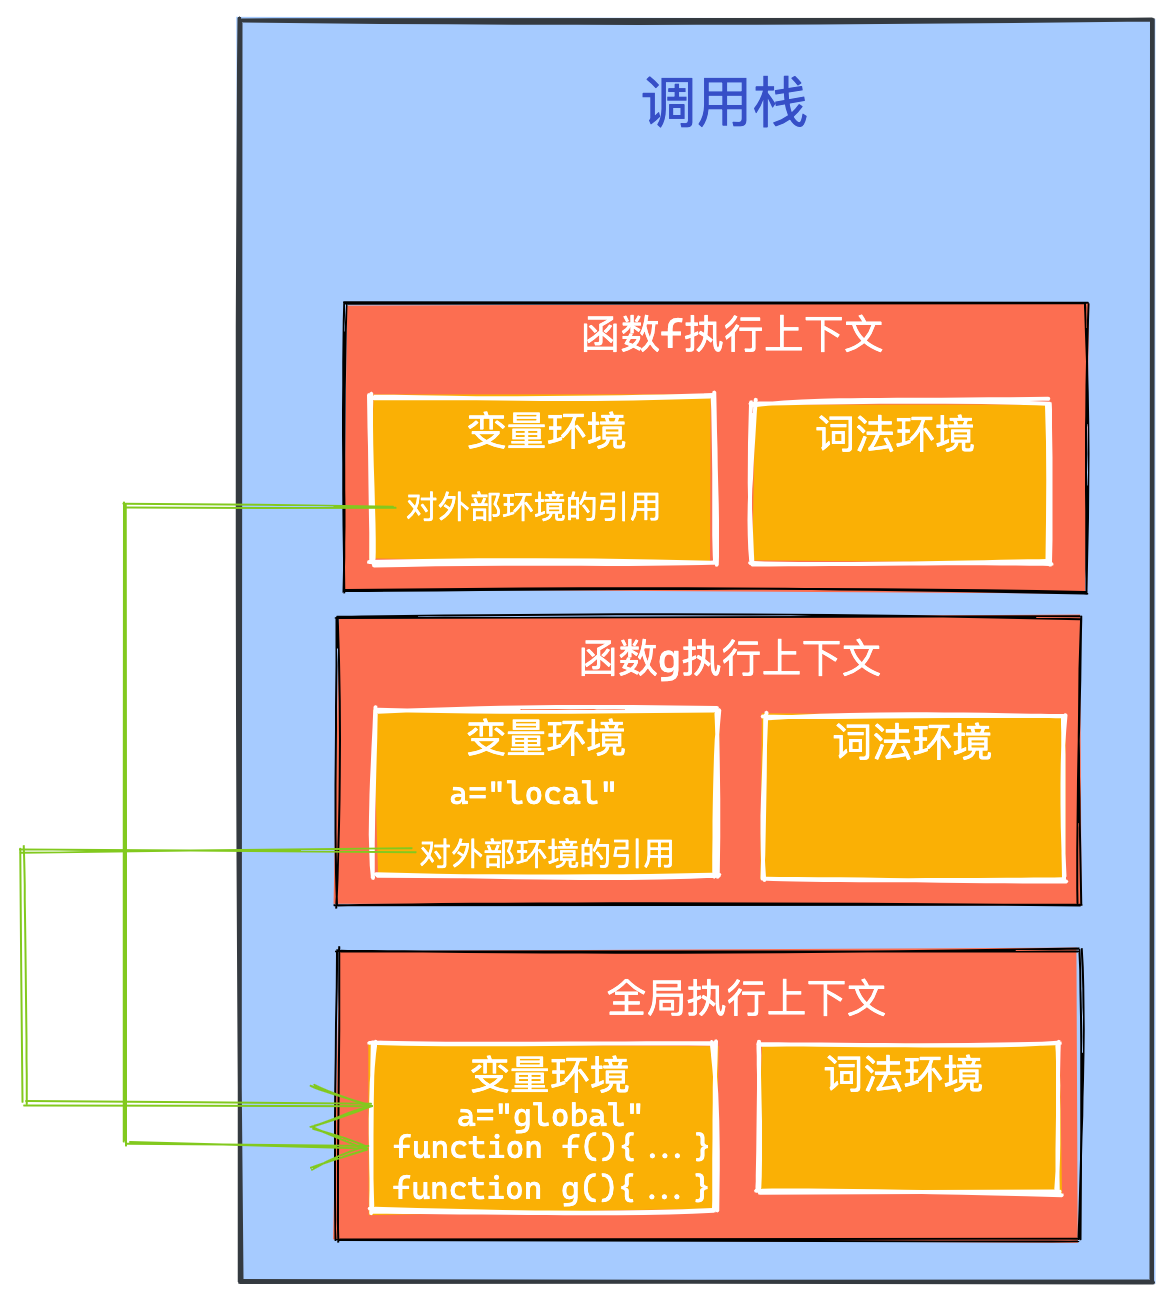 调用栈
函数f执行上下文
变量环境
词法环境
对外部环境的引用
函数g执行上下文
变量环境
词法环境
a="local"
对外部环境的引用
全局执行上下文
变量环境
词法环境
a="global"
function f(){...}
function g(){...}